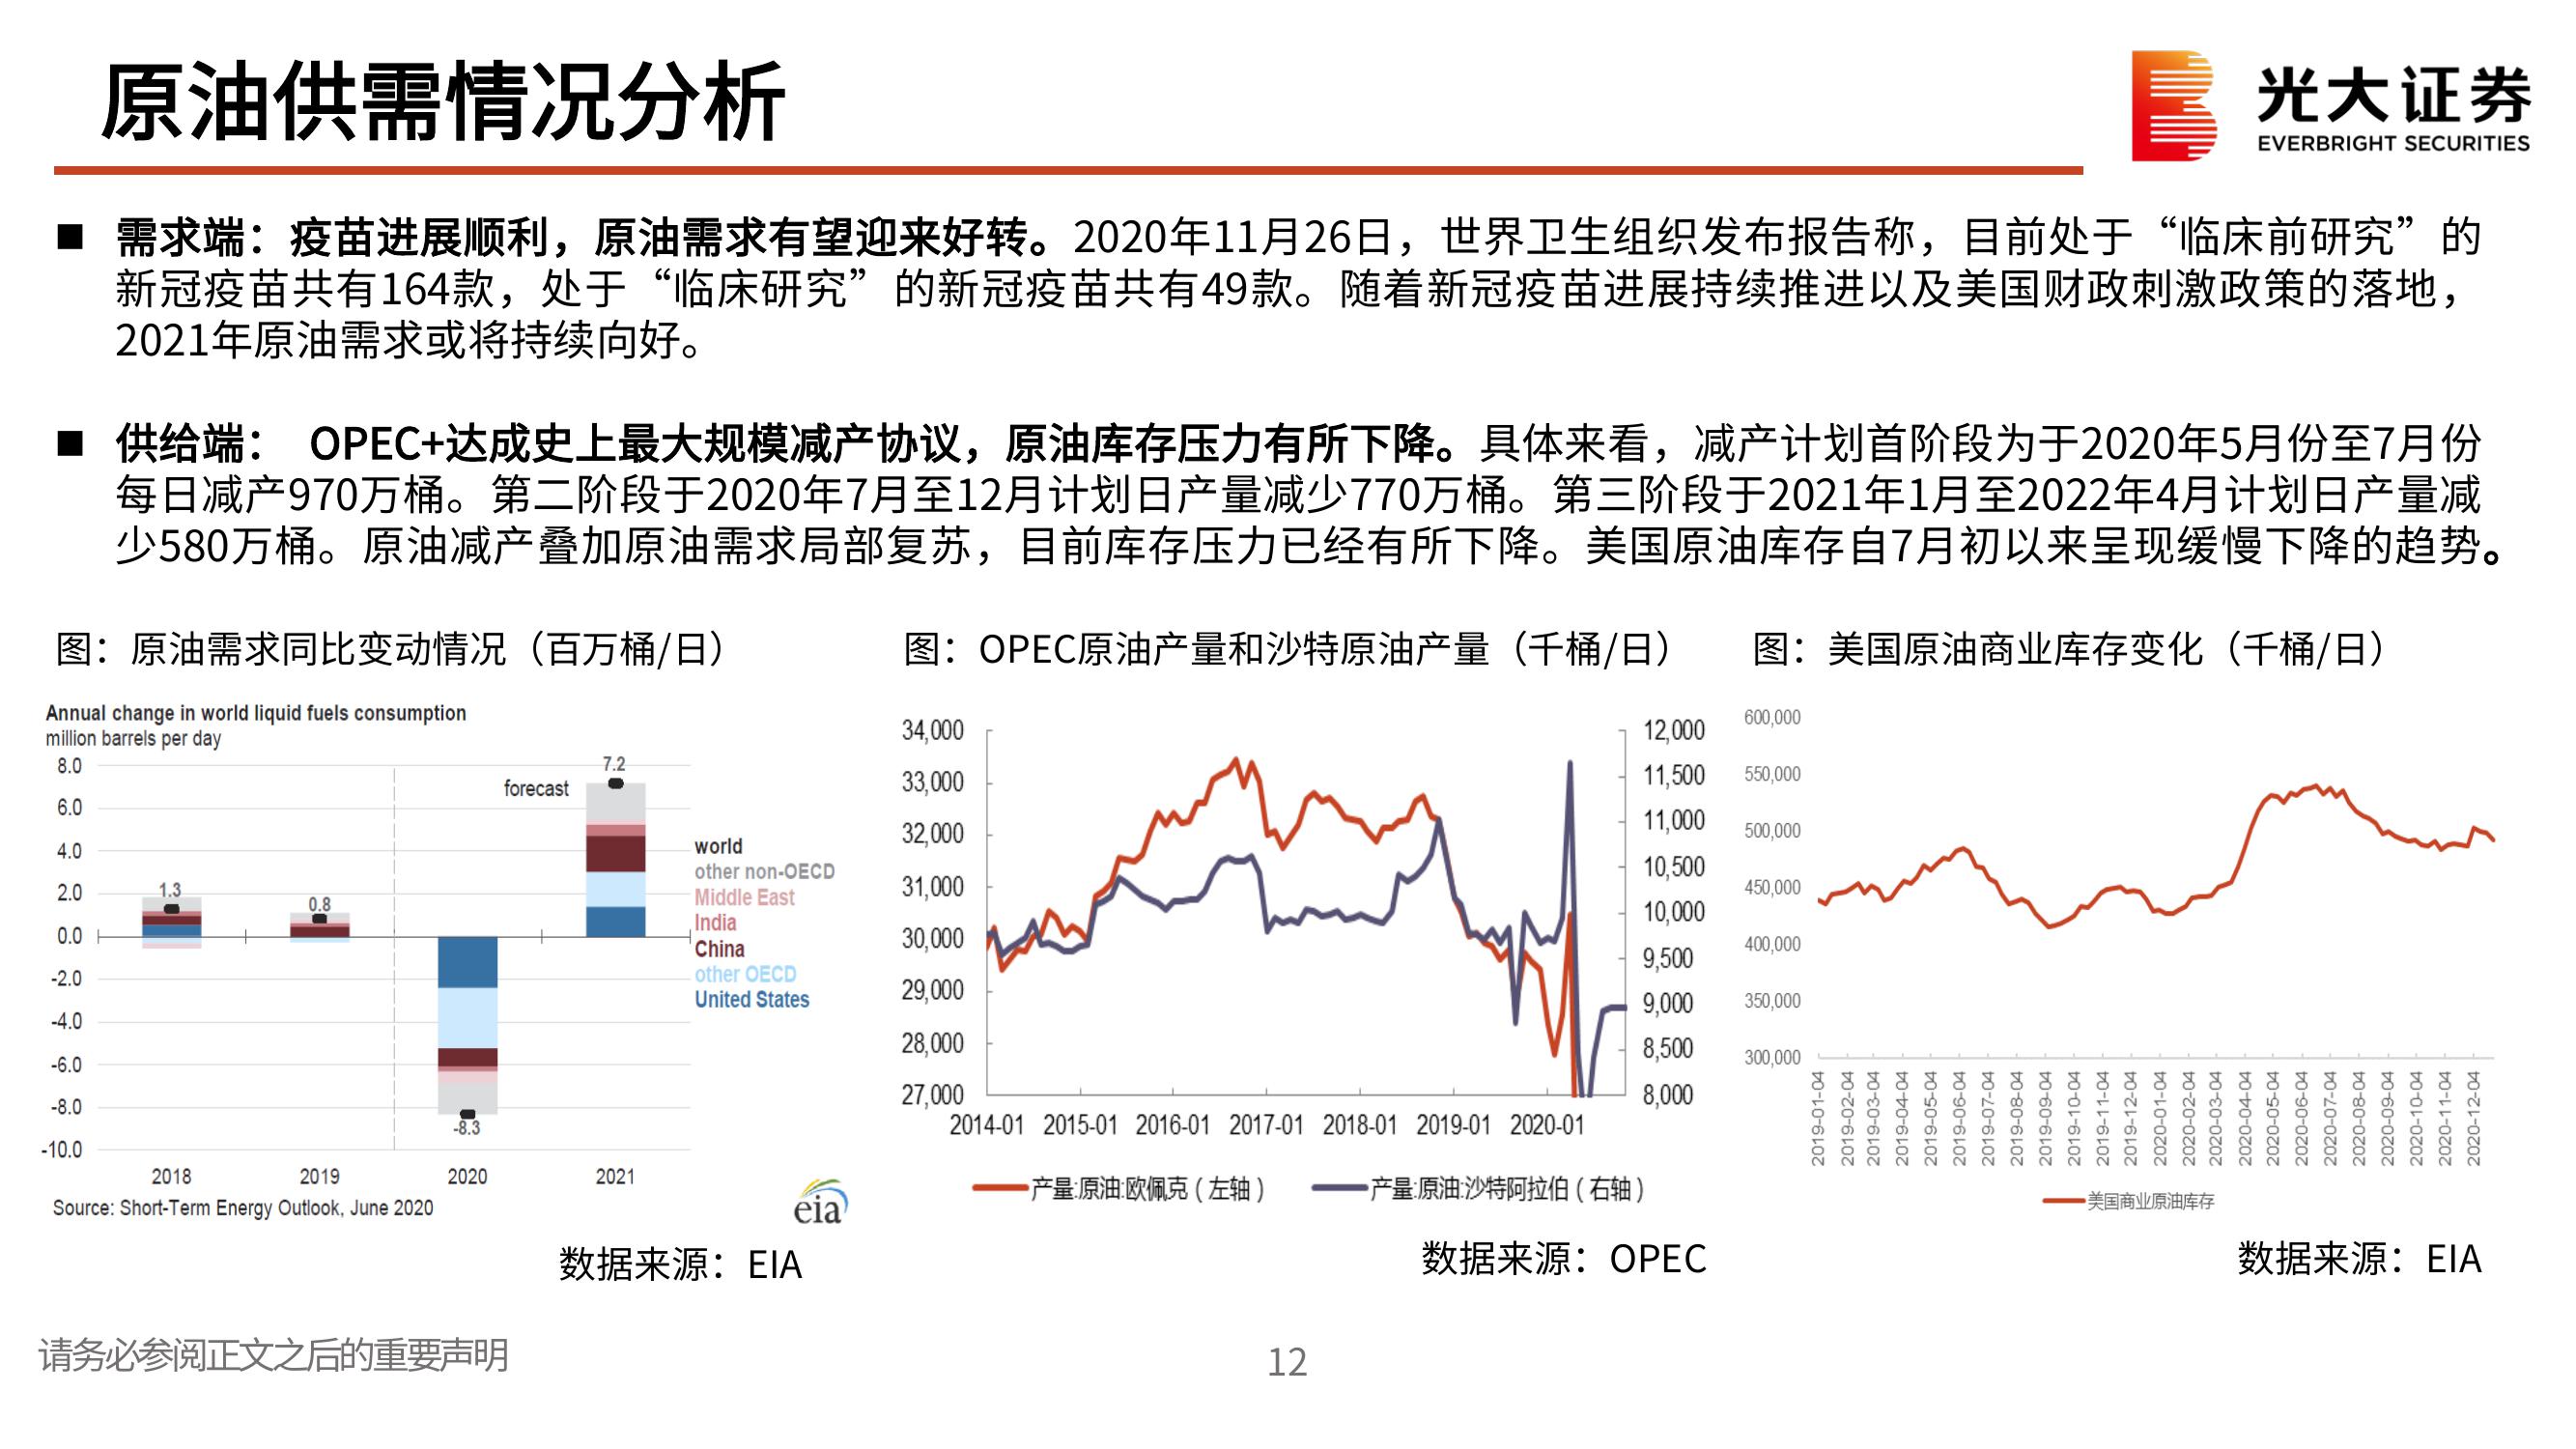 原油供需情况分析
光大证券
EVERBRIGHT SECURITIES
■ 需求端：疫苗进展顺利，原油需求有望迎来好转。2020年11月26日，世界卫生组织发布报告称，目前处于“临床前研究”的
新冠疫苗共有164款，处于“临床研究”的新冠疫苗共有49款。随着新冠疫苗进展持续推进以及美国财政刺激政策的落地，
2021年原油需求或将持续向好。
■ 供给端： OPEC+达成史上最大规模减产协议，原油库存压力有所下降。具体来看，减产计划首阶段为于2020年5月份至7月份
每日减产970万桶。第二阶段于2020年7月至12月计划日产量减少770万桶。第三阶段于2021年1月至2022年4月计划日产量减
少580万桶。原油减产叠加原油需求局部复苏，目前库存压力已经有所下降。美国原油库存自7月初以来呈现缓慢下降的趋势。
图：原油需求同比变动情况（百万桶/日）
Annual change in world liquid fuels consumption
million barrels per day
8.0
6.0
4.0
2.0
0.0
-2.0
-4.0
-6.0
-8.0
-10.0
1.3
0.8
-8.3
7.2
forecast
world
other non-OECD
Middle East
India
China
other OECD
United States
2018 2019 2020 2021
Source: Short-Term Energy Outlook, June 2020
eia
数据来源：EIA
图：OPEC原油产量和沙特原油产量（千桶/日）
34,000
33,000
32,000
31,000
30,000
29,000
28,000
27,000
12,000
11,500
11,000
10,500
10,000
9,500
9,000
8,500
8,000
2014-01 2015-01 2016-01 2017-01 2018-01 2019-01 2020-01
产量:原油:欧佩克（左轴） 产量:原油:沙特阿拉伯（右轴）
数据来源：OPEC
图：美国原油商业库存变化（千桶/日）
600,000
550,000
500,000
450,000
400,000
350,000
300,000
2019-01-04
2019-02-04
2019-03-04
2019-04-04
2019-05-04
2019-06-04
2019-07-04
2019-08-04
2019-09-04
2019-10-04
2019-11-04
2019-12-04
2020-01-04
2020-02-04
2020-03-04
2020-04-04
2020-05-04
2020-06-04
2020-07-04
2020-08-04
2020-09-04
2020-10-04
2020-11-04
2020-12-04
美国商业原油库存
数据来源：EIA
请务必参阅正文之后的重要声明
12